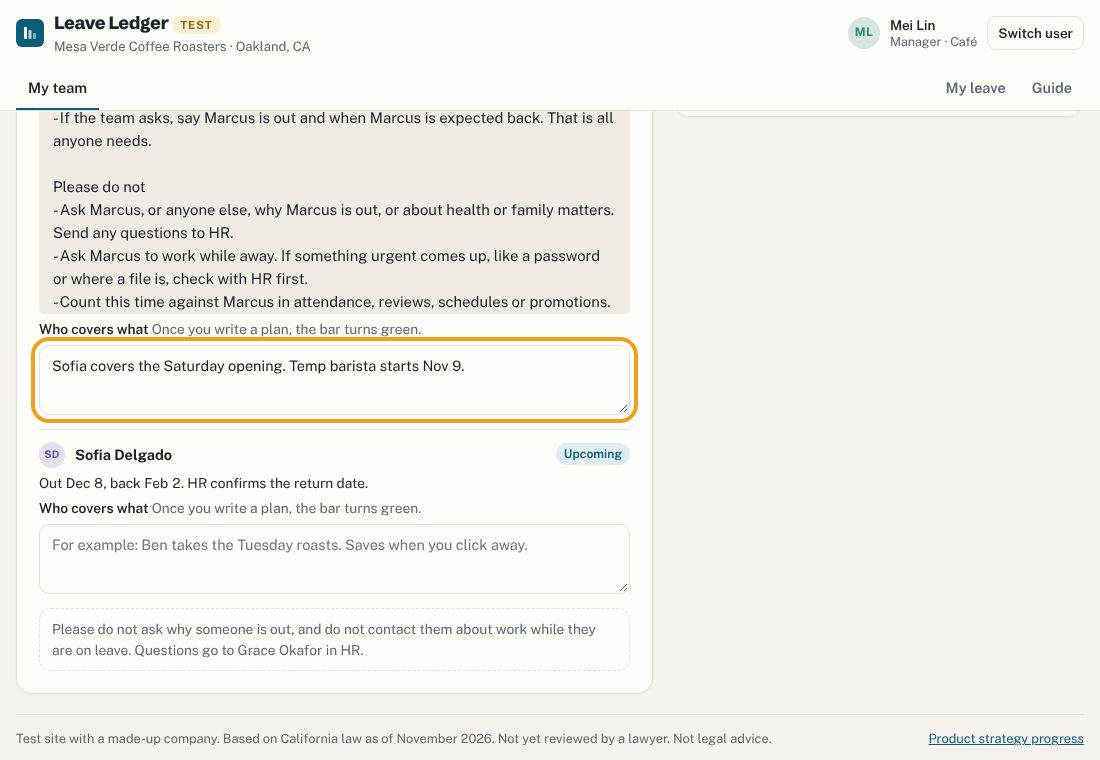 Leave Ledger TEST
Mesa Verde Coffee Roasters · Oakland, CA
ML
Mei Lin
Manager · Café
Switch user
My team
My leave
Guide
- If the team asks, say Marcus is out and when Marcus is expected back. That is all
anyone needs.
Please do not
- Ask Marcus, or anyone else, why Marcus is out, or about health or family matters.
Send any questions to HR.
- Ask Marcus to work while away. If something urgent comes up, like a password
or where a file is, check with HR first.
- Count this time against Marcus in attendance, reviews, schedules or promotions.
Who covers what Once you write a plan, the bar turns green.
Sofia covers the Saturday opening. Temp barista starts Nov 9.
SD
Sofia Delgado
Upcoming
Out Dec 8, back Feb 2. HR confirms the return date.
Who covers what Once you write a plan, the bar turns green.
For example: Ben takes the Tuesday roasts. Saves when you click away.
Please do not ask why someone is out, and do not contact them about work while they
are on leave. Questions go to Grace Okafor in HR.
Test site with a made-up company. Based on California law as of November 2026. Not yet reviewed by a lawyer. Not legal advice.
Product strategy progress